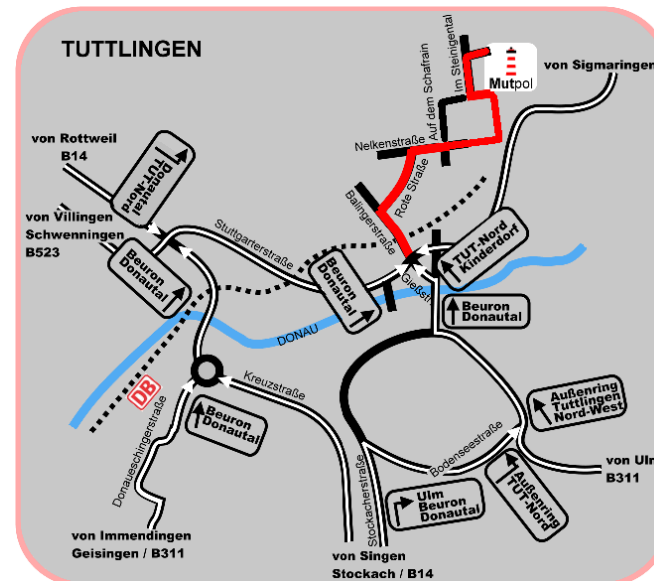 TUTTLINGEN
Im Steinigental
Mutpol
von Sigmaringen
Auf dem Schafrain
Nelkenstraße
von Rottweil
B14
Donautal
TUT-Nord
Rote Straße
Balingerstraße
von Villingen
Schwenningen
B523
Stuttgarterstraße
TUT-Nord
Kinderdorf
Beuron
Donautal
Beuron
Donautal
Gießstr.
Beuron
Donautal
DONAU
DB
Kreuzstraße
Außenring
Tuttlingen
Nord-West
Donaueschingerstraße
Beuron
Donautal
Bodenseestraße
von Ulm
B311
Stockacherstraße
Ulm
Beuron
Donautal
Außenring
TUT-Nord
von Immendingen
Geisingen / B311
von Singen
Stockach / B14